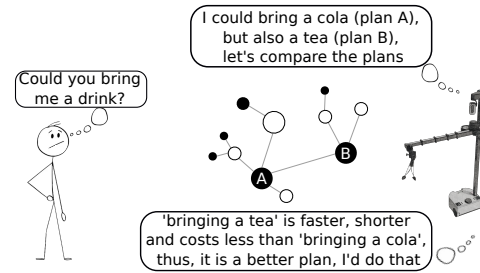 I could bring a cola (plan A),
but also a tea (plan B),
let's compare the plans
Could you bring
me a drink?
B
A
'bringing a tea' is faster, shorter
and costs less than 'bringing a cola',
thus, it is a better plan, I'd do that